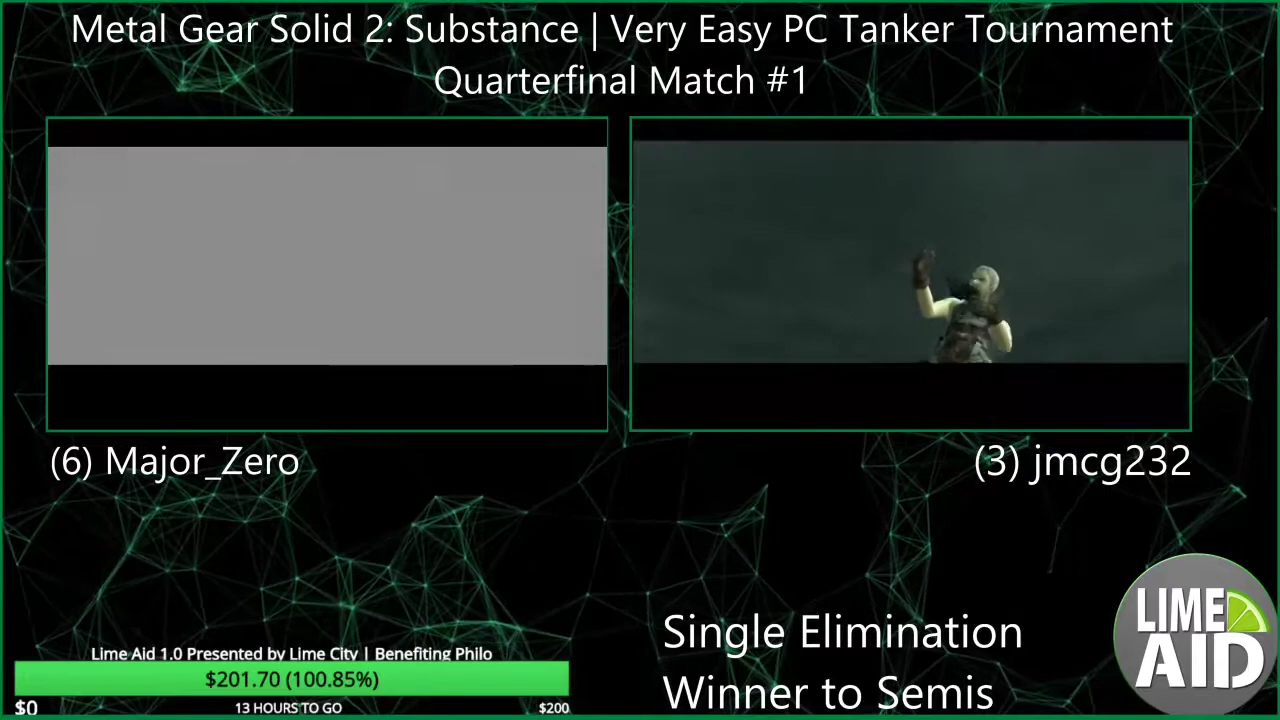 Metal Gear Solid 2: Substance | Very Easy PC Tanker Tournament
Quarterfinal Match #1
(6) Major_Zero
(3) jmcg232
Single Elimination
Winner to Semis
LIME
AID
Lime Aid 1.0 Presented by Lime City | Benefiting Philo
$201.70 (100.85%)
$0
13 HOURS TO GO
$200